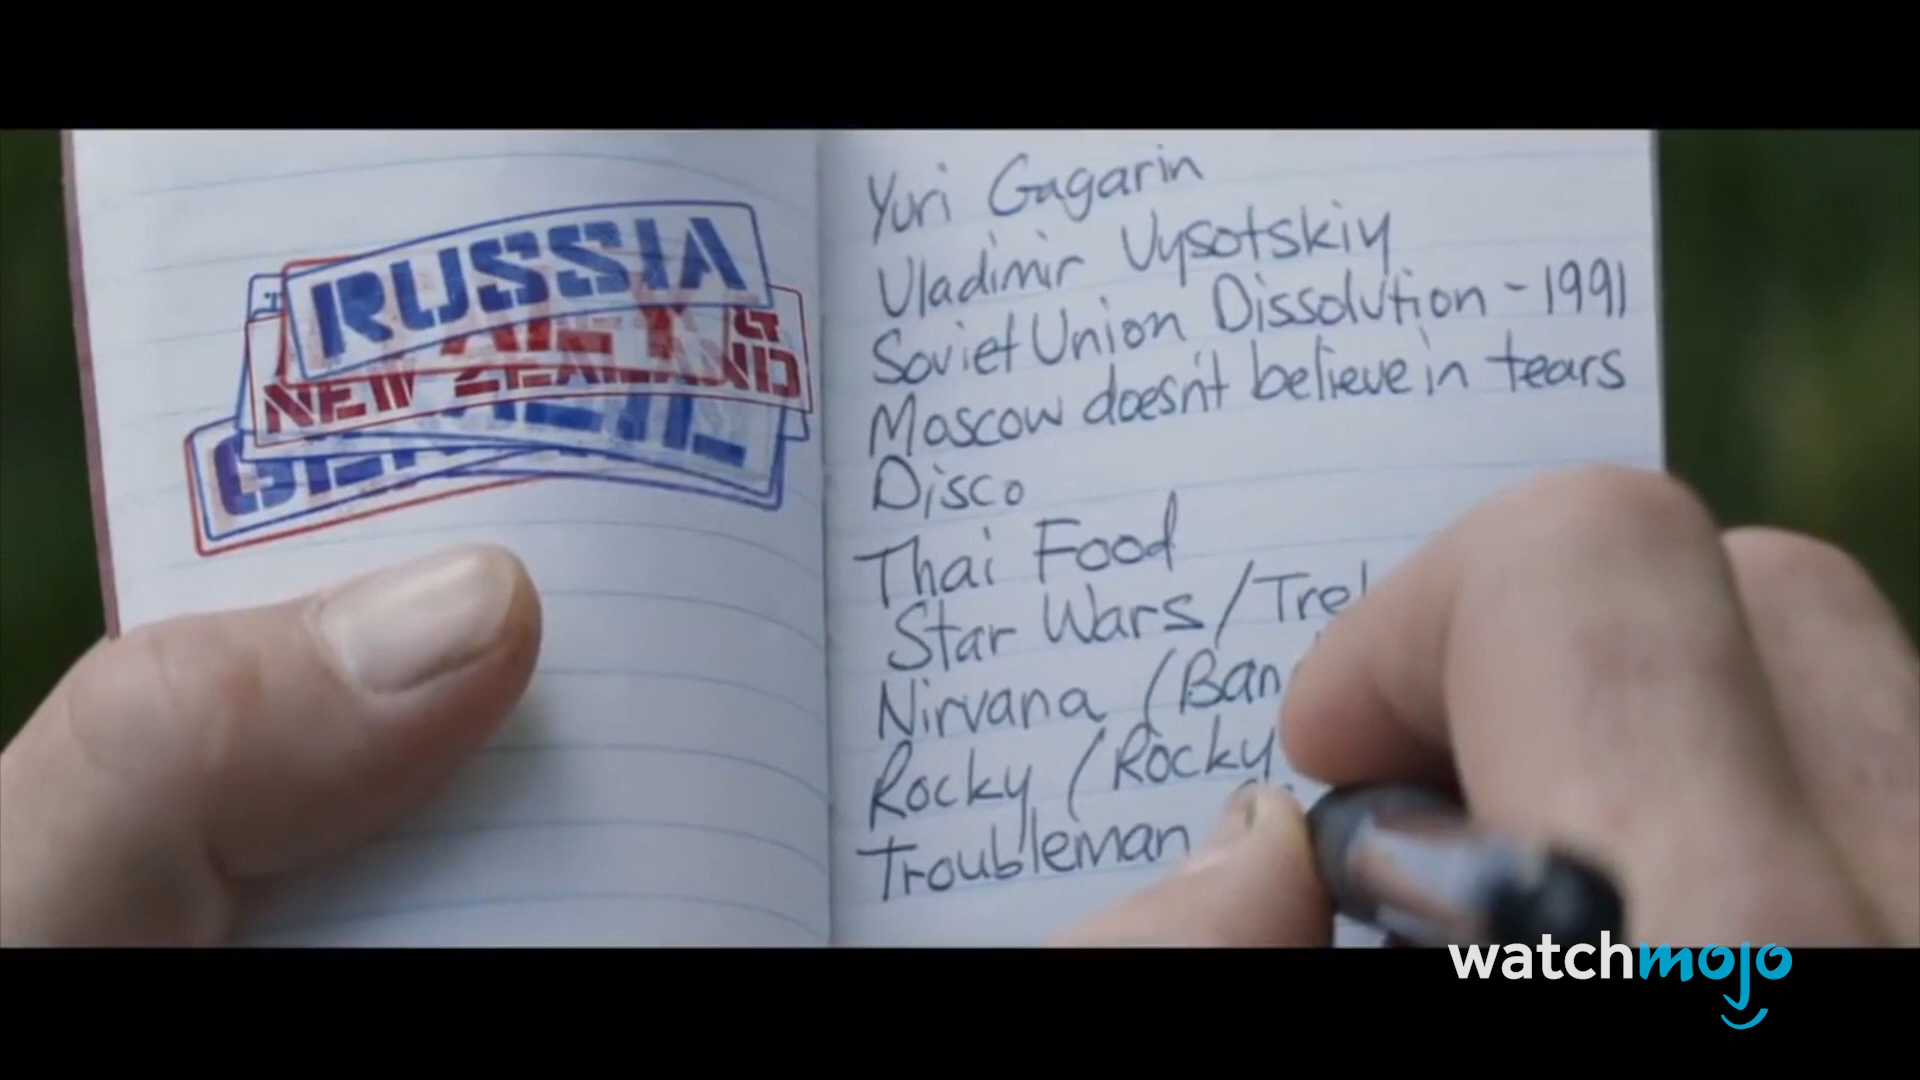 RUSSIA
NEW ZEALAND
Yuri Gagarin
Vladimir Vysotskiy
Soviet Union Dissolution - 1991
Moscow doesn't believe in tears
Disco
Thai Food
Star Wars / Tre
Nirvana (Ban
Rocky (Rocky
Troubleman
watchmojo